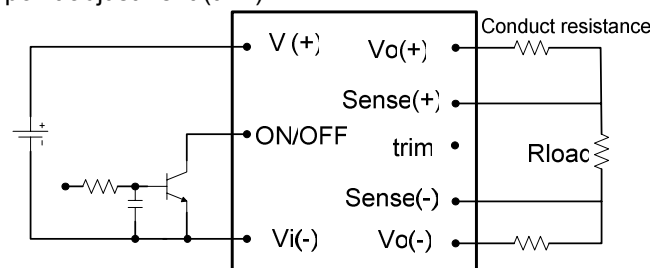 Conduct resistance
V (+)
Vo(+)
Sense(+)
ON/OFF
trim
Rload
Sense(-)
Vi(-)
Vo(-)
+
-